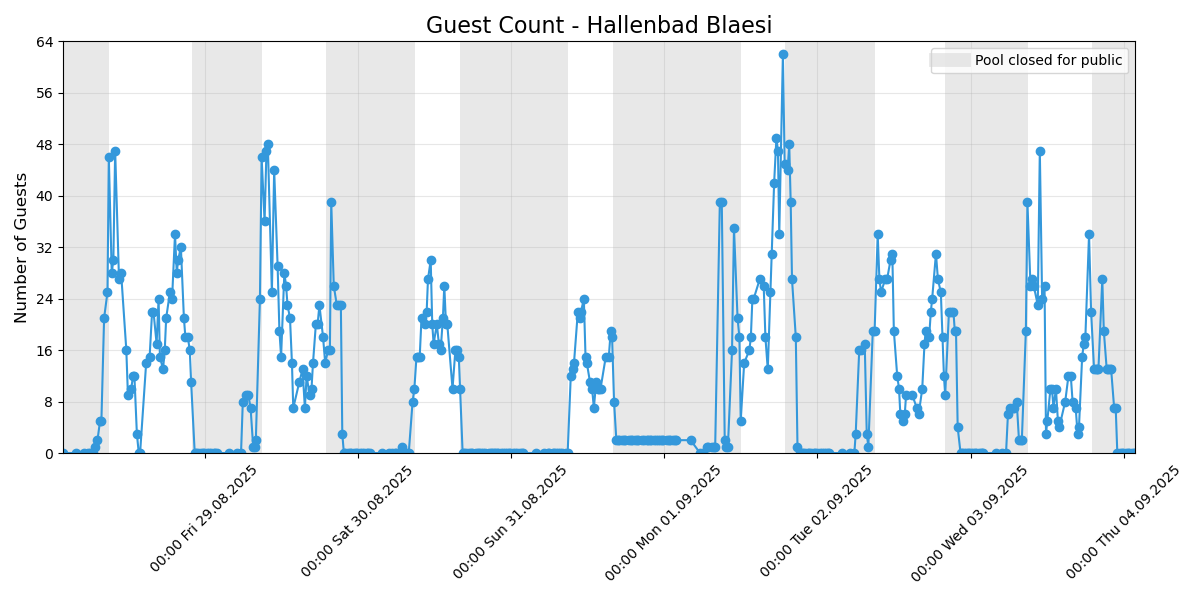 Guest Count - Hallenbad Blaesi
Pool closed for public
Number of Guests
64
56
48
40
32
24
16
8
0
00:00 Fri 29.08.2025
00:00 Sat 30.08.2025
00:00 Sun 31.08.2025
00:00 Mon 01.09.2025
00:00 Tue 02.09.2025
00:00 Wed 03.09.2025
00:00 Thu 04.09.2025